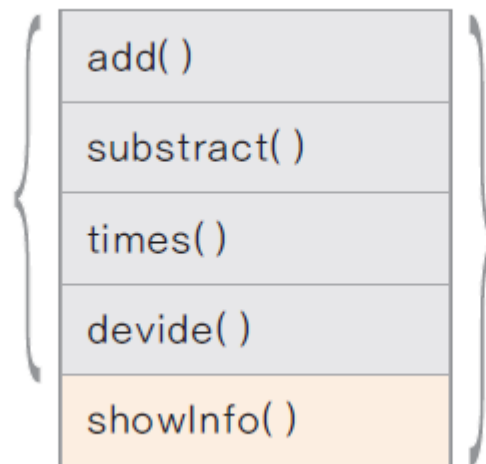 add( )
substract( )
times( )
devide( )
showInfo( )